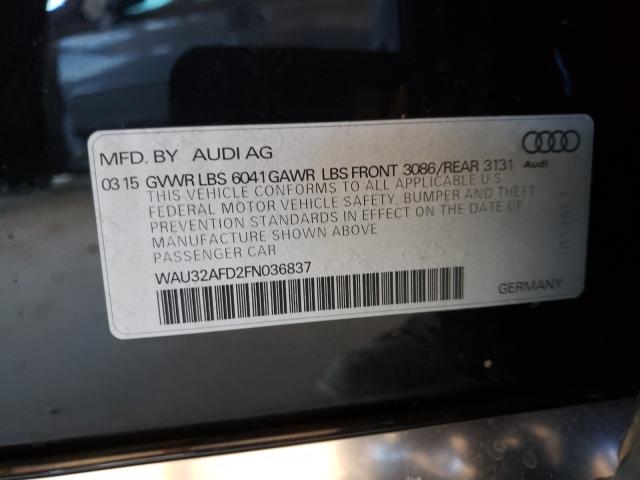 MFD. BY AUDI AG
03 15 GVWR LBS 6041 GAWR LBS FRONT 3086/REAR 3131
Audi
THIS VEHICLE CONFORMS TO ALL APPLICABLE U.S.
FEDERAL MOTOR VEHICLE SAFETY, BUMPER AND THEFT
PREVENTION STANDARDS IN EFFECT ON THE DATE OF
MANUFACTURE SHOWN ABOVE
PASSENGER CAR
WAU32AFD2FN036837
GERMANY